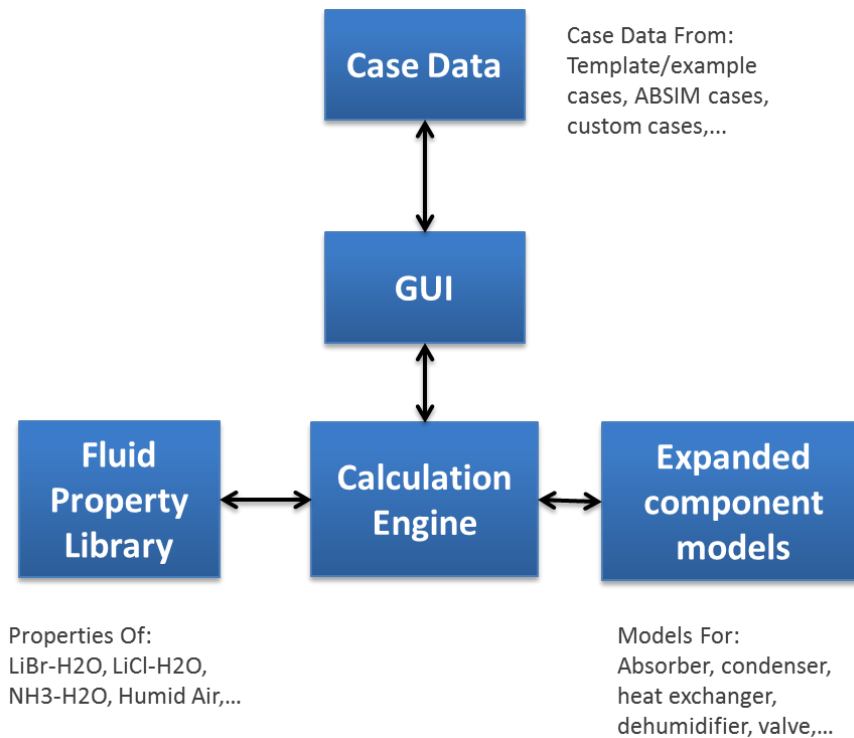 Case Data
Case Data From:
Template/example
cases, ABSIM cases,
custom cases,...
GUI
Fluid
Property
Library
Calculation
Engine
Expanded
component
models
Properties Of:
LiBr-H2O, LiCl-H2O,
NH3-H2O, Humid Air,...
Models For:
Absorber, condenser,
heat exchanger,
dehumidifier, valve,...